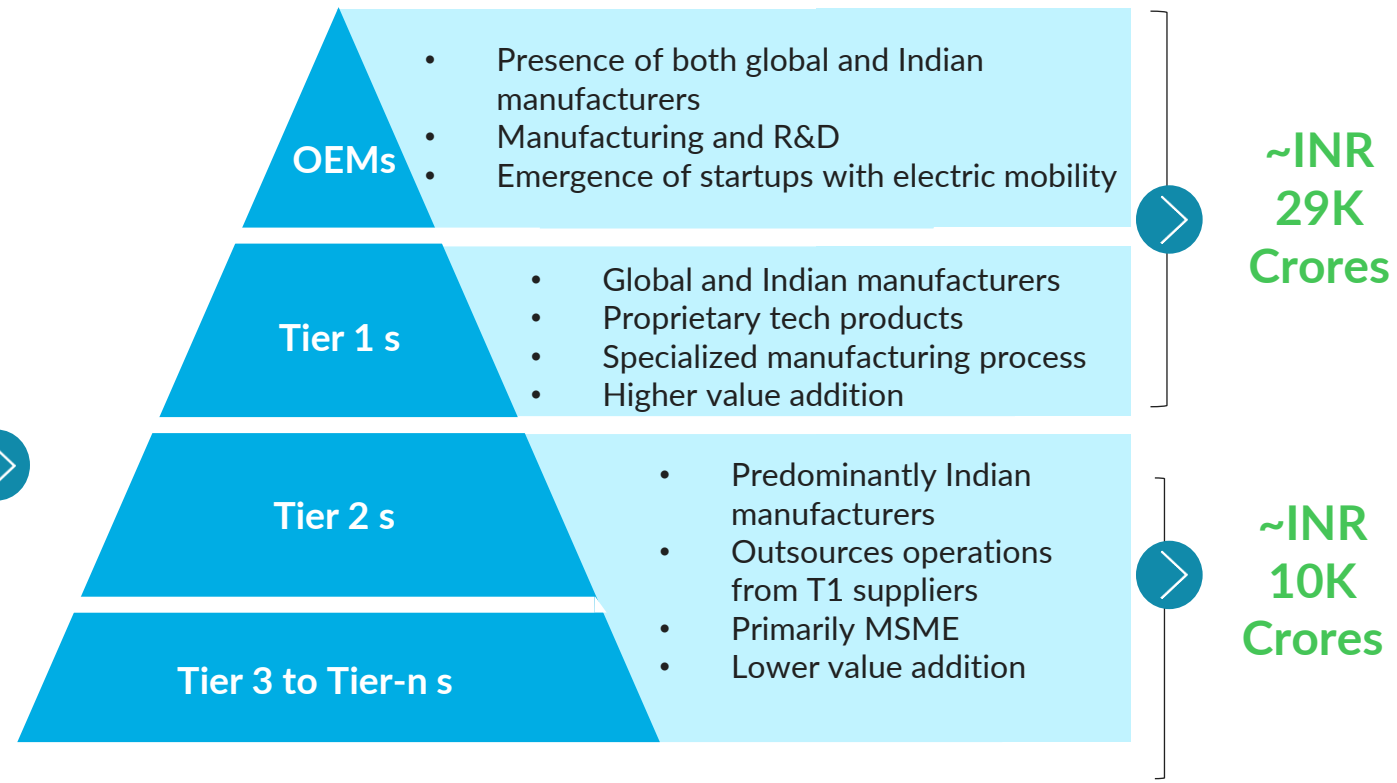 OEMs
• Presence of both global and Indian
manufacturers
• Manufacturing and R&D
• Emergence of startups with electric mobility
~INR
29K
Crores
Tier 1 s
• Global and Indian manufacturers
• Proprietary tech products
• Specialized manufacturing process
• Higher value addition
Tier 2 s
• Predominantly Indian
manufacturers
• Outsources operations
from T1 suppliers
• Primarily MSME
• Lower value addition
~INR
10K
Crores
Tier 3 to Tier-n s